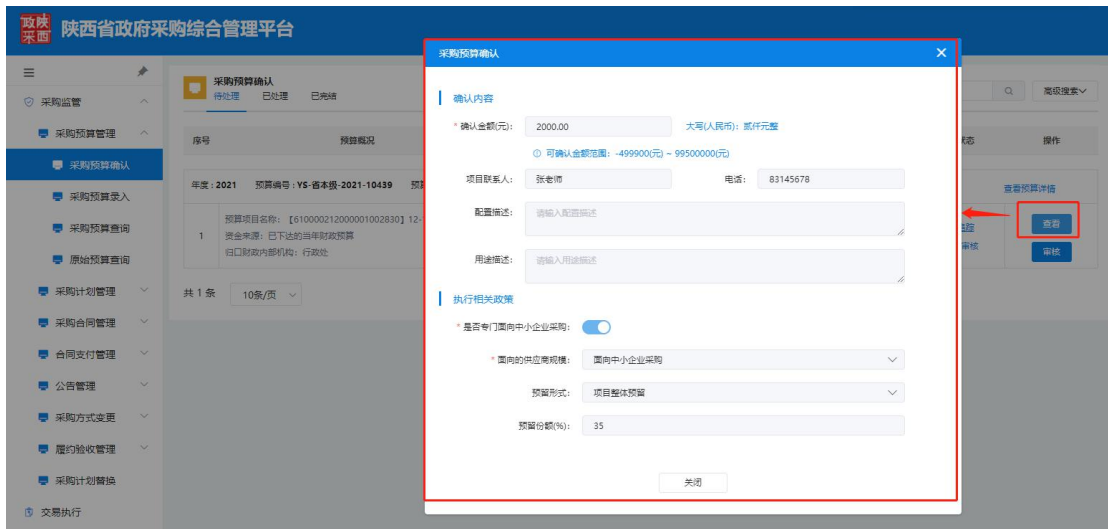 政陕
采西
陕西省政府采购综合管理平台
采购监管
采购预算管理
采购预算确认
采购预算录入
采购预算查询
原始预算查询
采购计划管理
采购合同管理
合同支付管理
公告管理
采购方式变更
履约验收管理
采购计划替换
交易执行
采购预算确认
待处理 已处理 已完结
高级搜索
序号 预算概况 态 操作
年度：2021 预算编号：YS-省本级-2021-10439 预
查看预算详情
预算项目名称：【610000212000001002830】12-
1 资金来源：已下达的当年财政预算
归口财政内部机构：行政处
查看
审核
审核
共 1 条 10条/页
采购预算确认
确认内容
* 确认金额(元)： 2000.00 大写(人民币)：贰仟元整
可确认金额范围：-499900(元) ~ 99500000(元)
项目联系人： 张老师 电话： 83145678
配置描述： 请输入配置描述
用途描述： 请输入用途描述
执行相关政策
* 是否专门面向中小企业采购：
* 面向的供应商规模： 面向中小企业采购
预留形式： 项目整体预留
预留份额(%)： 35
关闭